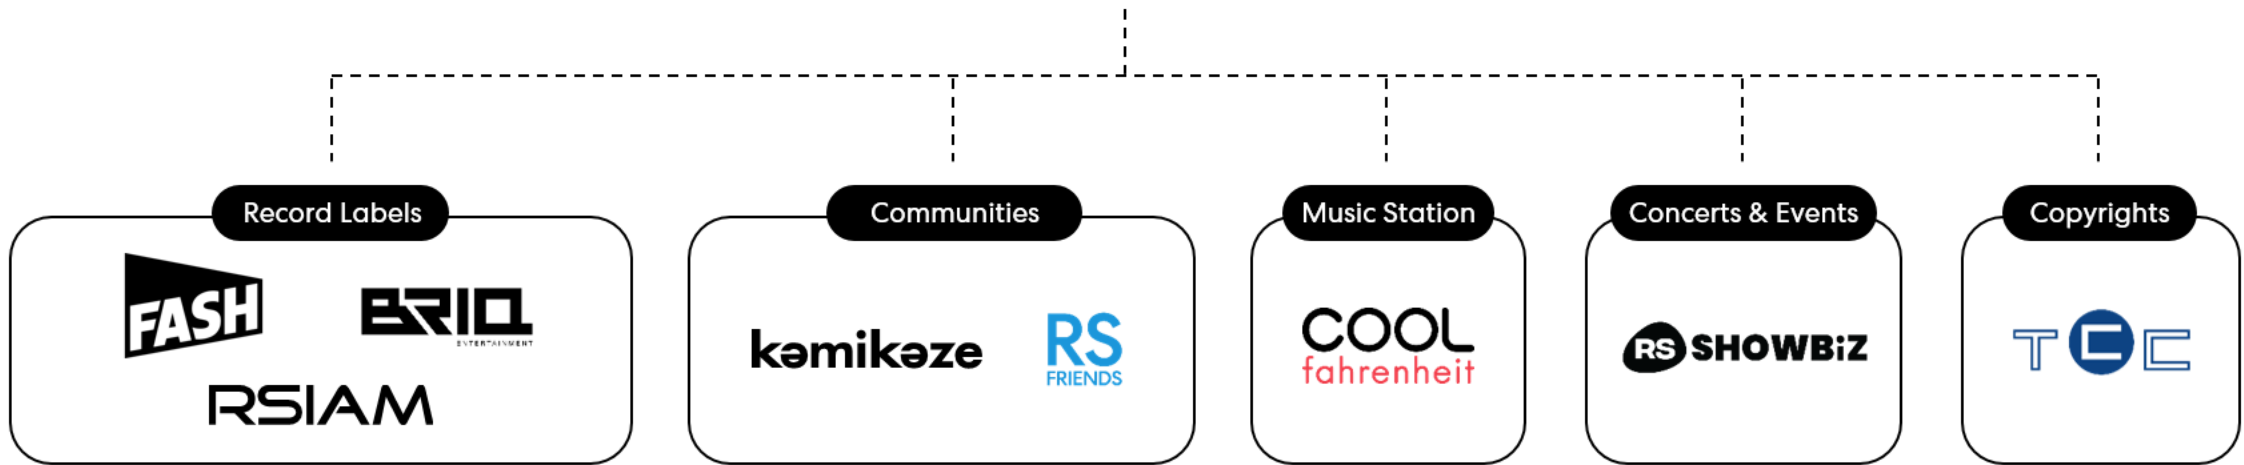 Record Labels
FASH
BRIQ
ENTERTAINMENT
RSIAM
Communities
kəmikəze
RS
FRIENDS
Music Station
COOL
fahrenheit
Concerts & Events
RS SHOWBiZ
Copyrights
TCC